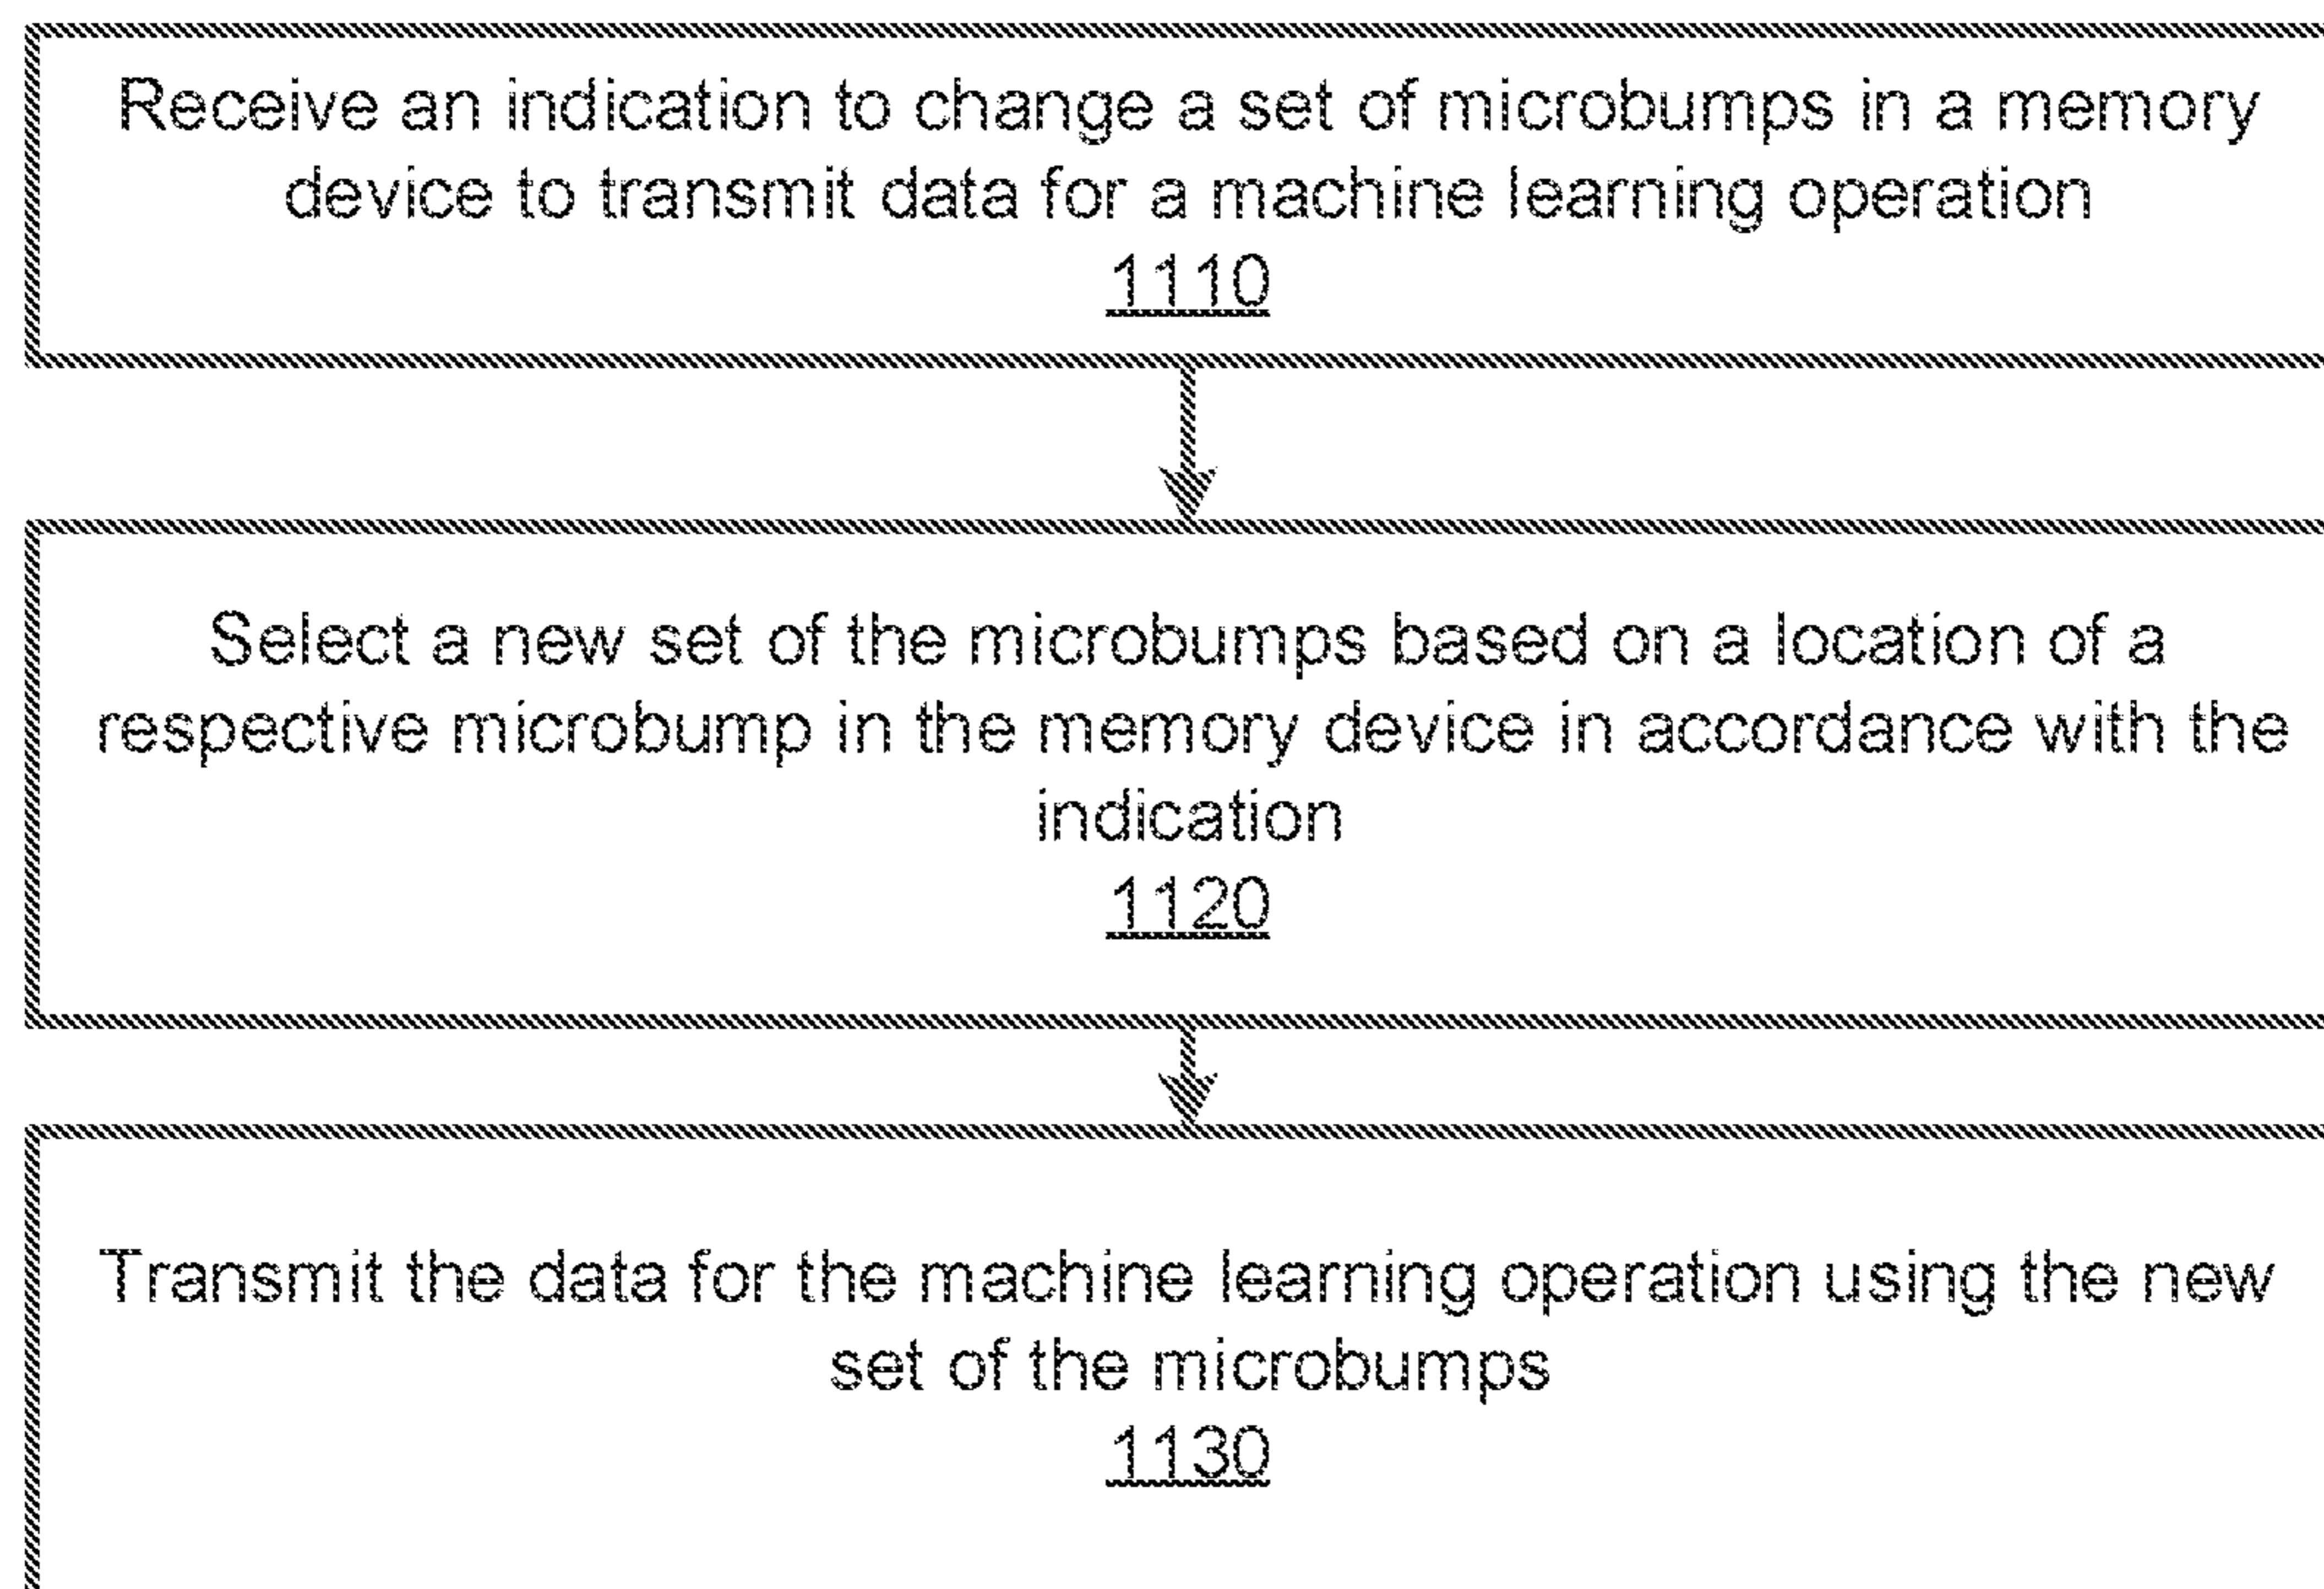 Receive an indication to change a set of microbumps in a memory
device to transmit data for a machine learning operation
1110
Select a new set of the microbumps based on a location of a
respective microbump in the memory device in accordance with the
indication
1120
Transmit the data for the machine learning operation using the new
set of the microbumps
1130